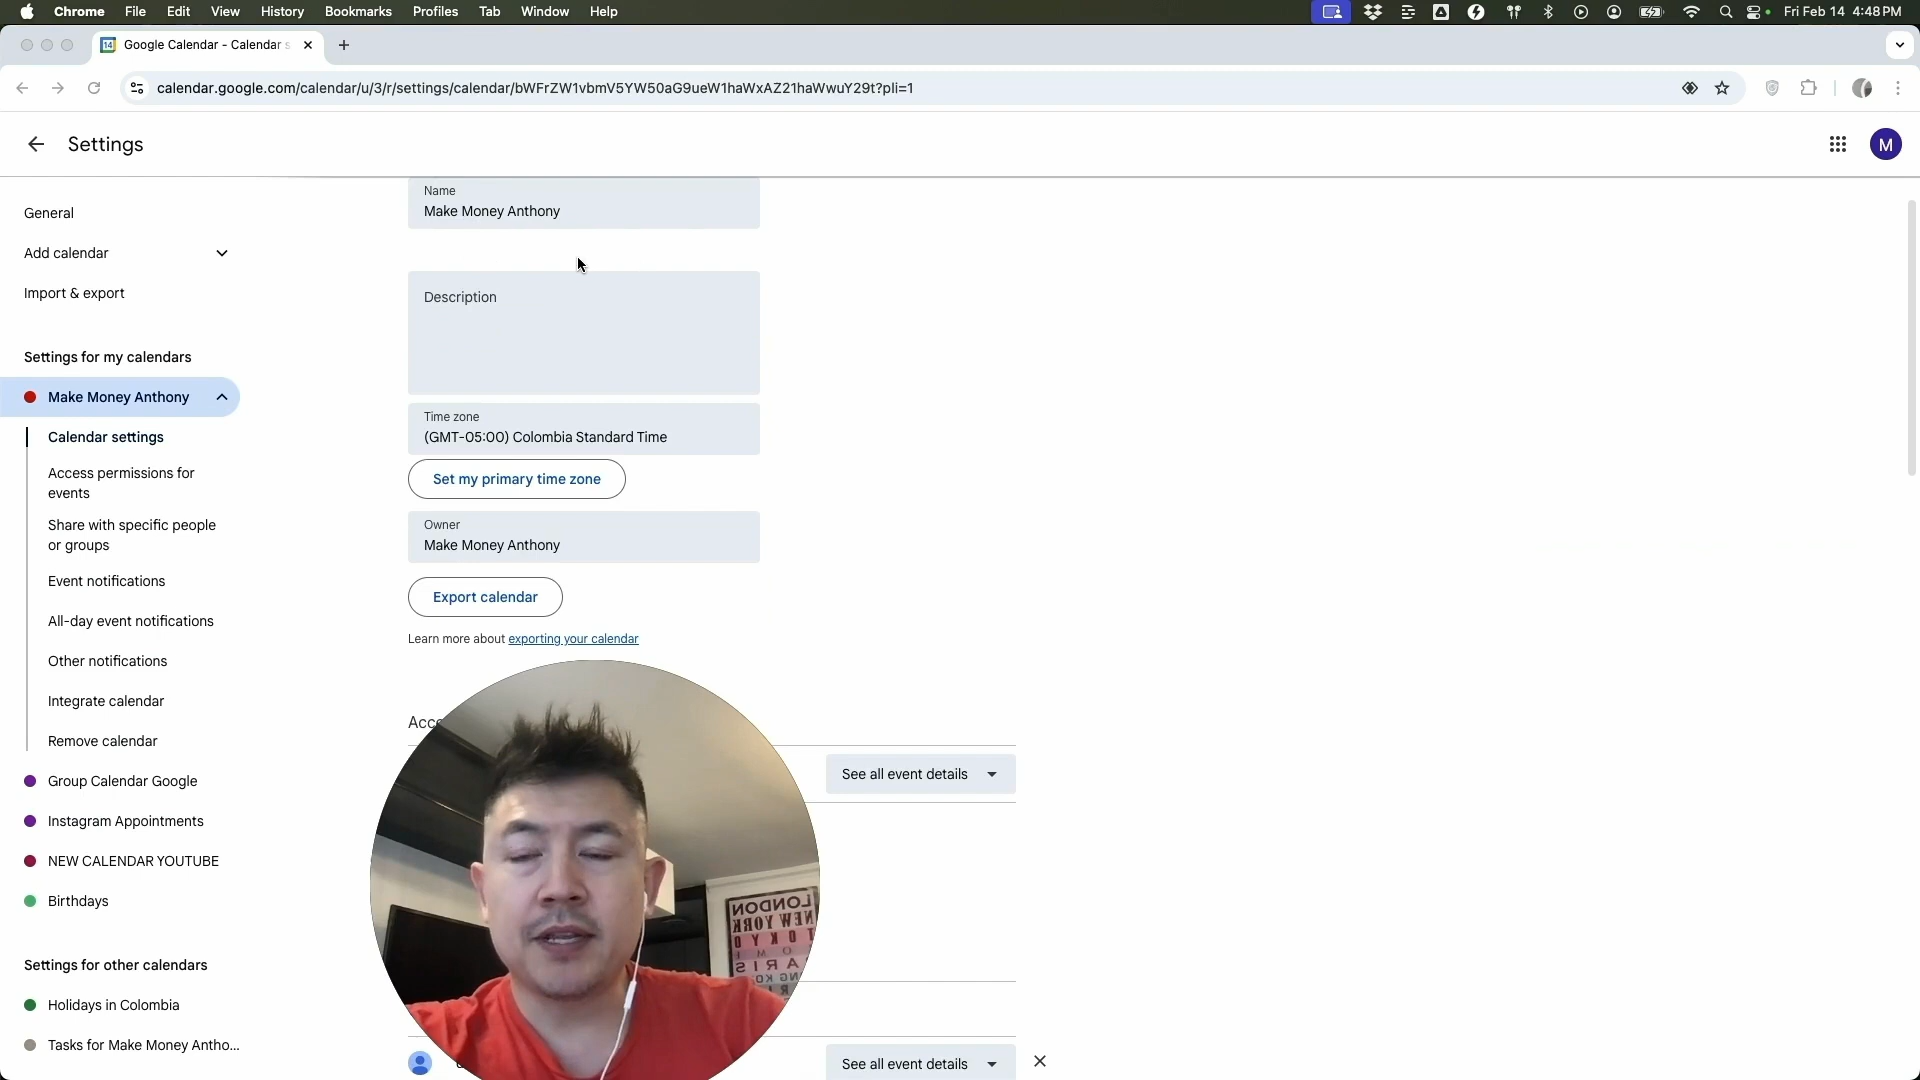 Chrome File Edit View History Bookmarks Profiles Tab Window Help
Fri Feb 14 4:48 PM
Google Calendar - Calendar s
calendar.google.com/calendar/u/3/r/settings/calendar/bWFrZW1vbmV5YW50aG9ueW1haWxAZ21haWwuY29t?pli=1
Settings
M
General
Add calendar
Import & export
Settings for my calendars
Make Money Anthony
Calendar settings
Access permissions for
events
Share with specific people
or groups
Event notifications
All-day event notifications
Other notifications
Integrate calendar
Remove calendar
Group Calendar Google
Instagram Appointments
NEW CALENDAR YOUTUBE
Birthdays
Settings for other calendars
Holidays in Colombia
Tasks for Make Money Antho...
Name
Make Money Anthony
Description
Time zone
(GMT-05:00) Colombia Standard Time
Set my primary time zone
Owner
Make Money Anthony
Export calendar
Learn more about exporting your calendar
See all event details
See all event details
LONDON
NEW YORK
TOKYO